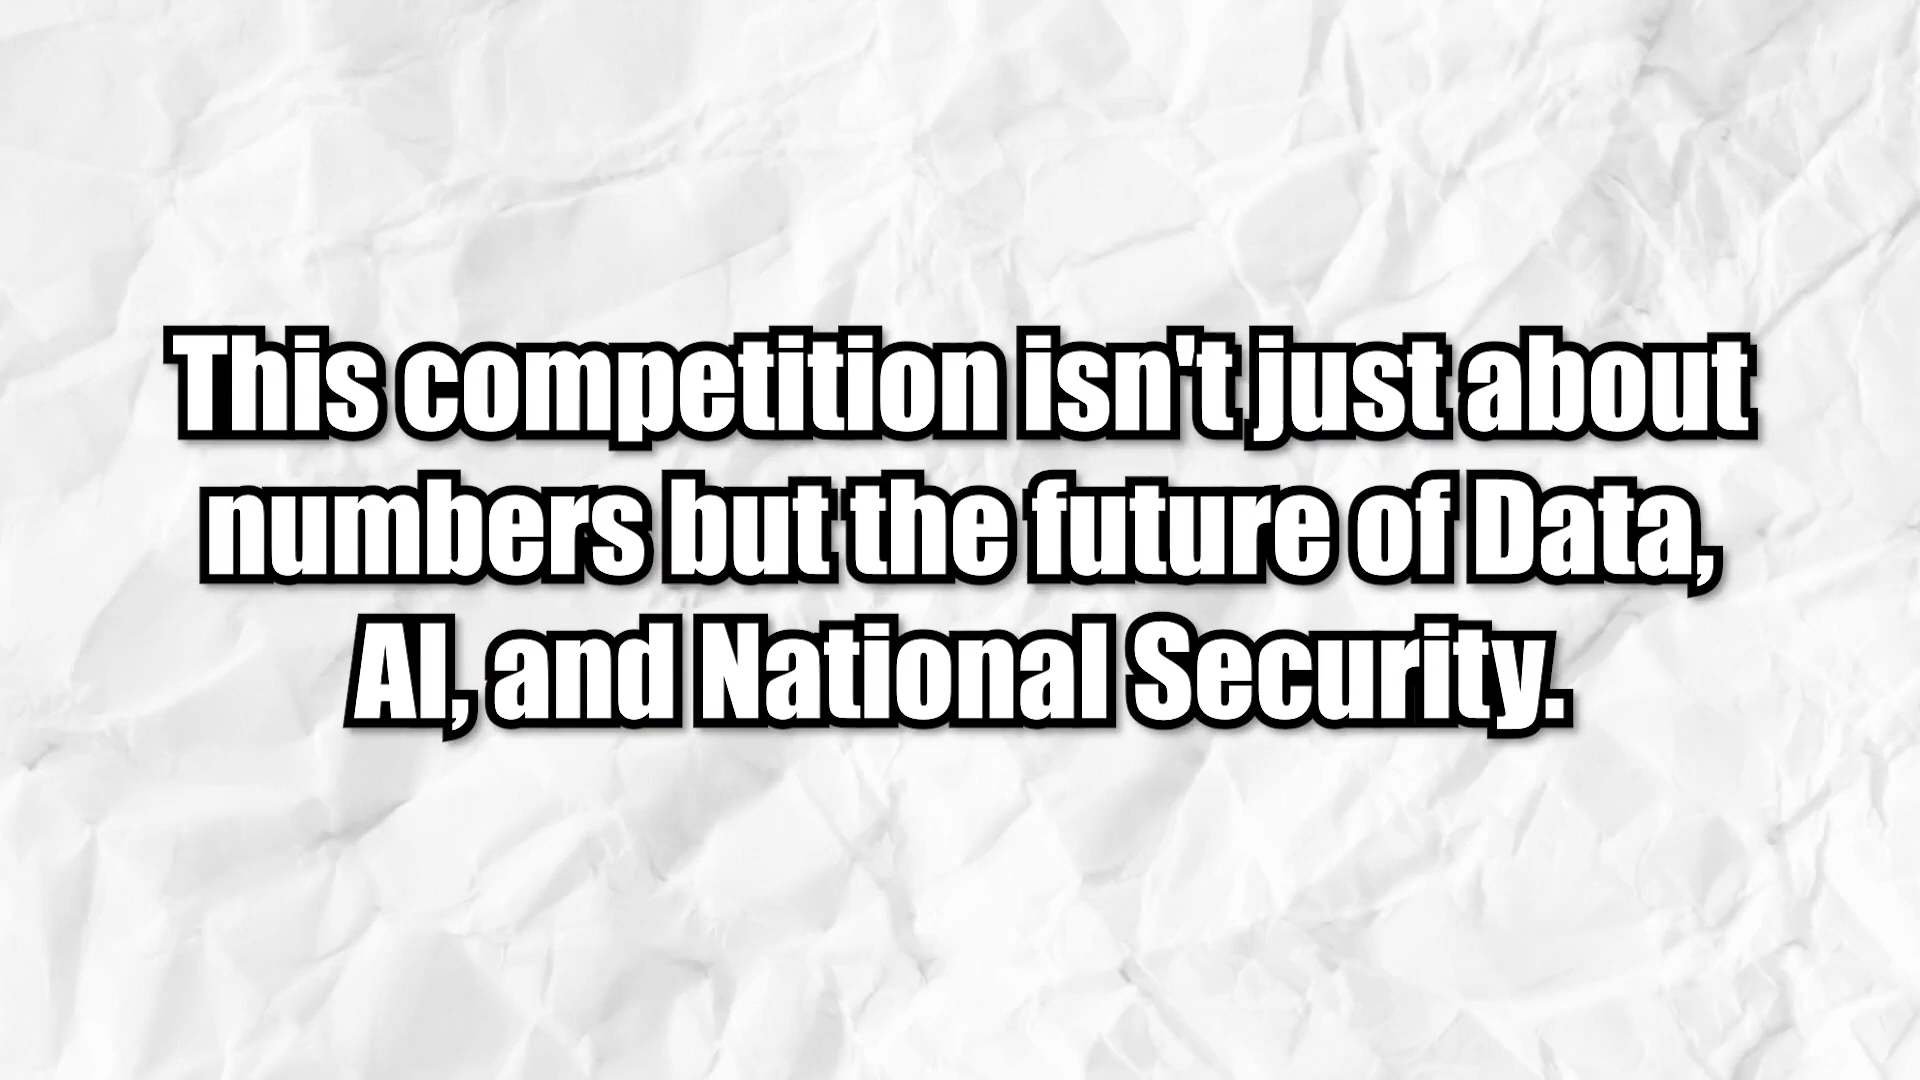 This competition isn't just about
numbers but the future of Data,
AI, and National Security.